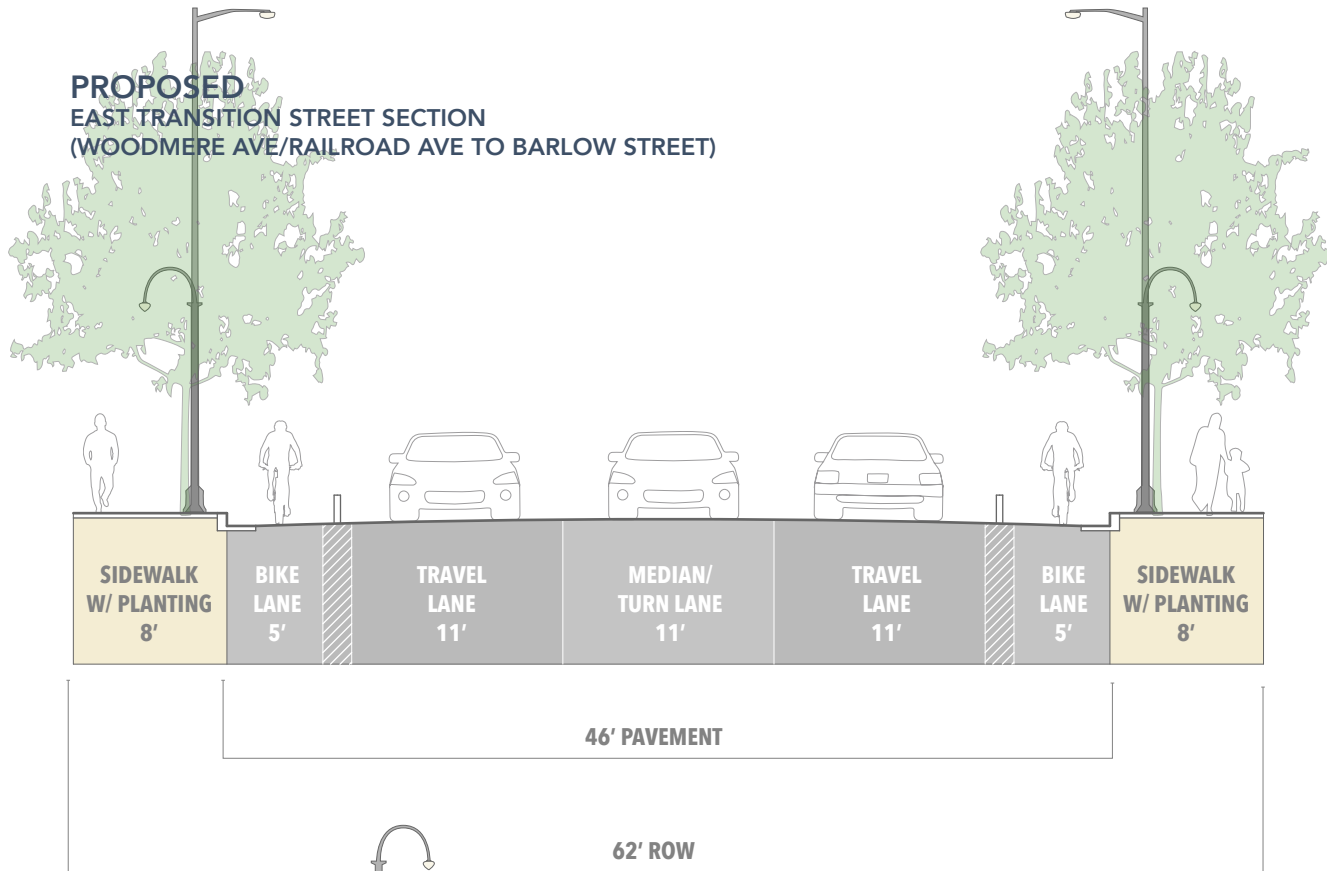 PROPOSED
EAST TRANSITION STREET SECTION
(WOODMERE AVE/RAILROAD AVE TO BARLOW STREET)
SIDEWALK
W/ PLANTING
8’
BIKE
LANE
5’
TRAVEL
LANE
11’
MEDIAN/
TURN LANE
11’
TRAVEL
LANE
11’
BIKE
LANE
5’
SIDEWALK
W/ PLANTING
8’
46’ PAVEMENT
62’ ROW